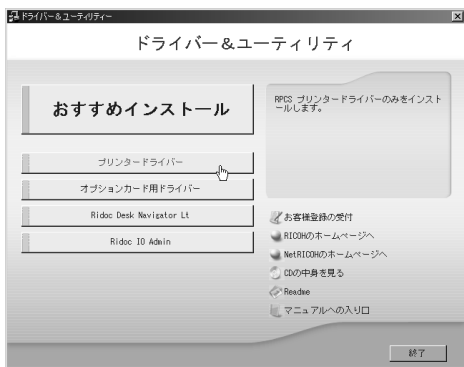 ドライバー&ユーティリティー
ドライバー&ユーティリティ
おすすめインストール
プリンタードライバー
オプションカード用ドライバー
Ridoc Desk Navigator Lt
Ridoc IO Admin
RPCS プリンタードライバーのみをインスト
ールします。
お客様登録の受付
RICOHのホームページへ
NetRICOHのホームページへ
CDの中身を見る
Readme
マニュアルへの入り口
終了